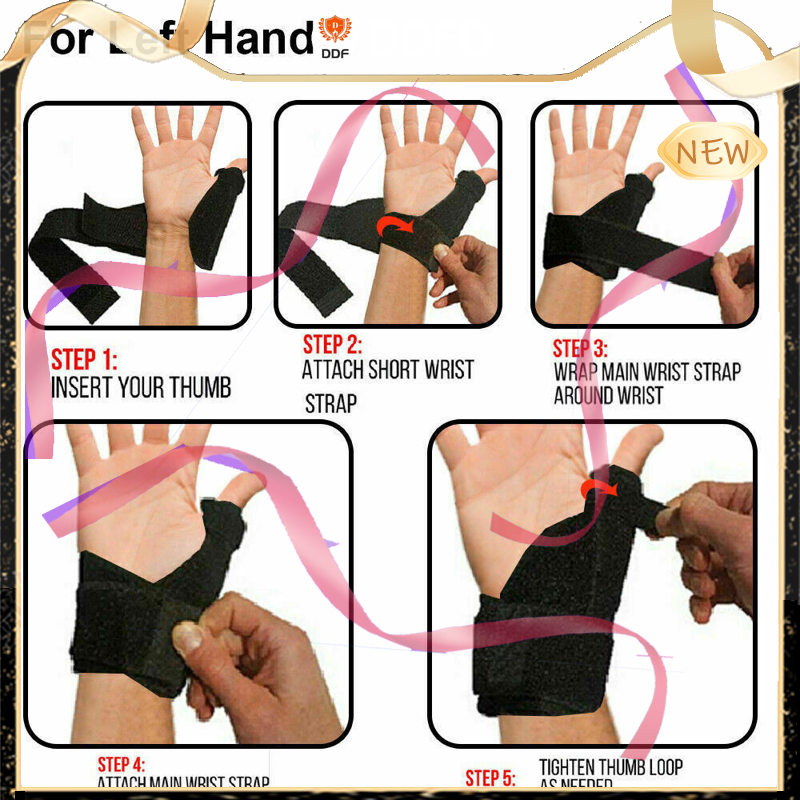 For Left Hand
DDF
NEW
STEP 1:
INSERT YOUR THUMB
STEP 2:
ATTACH SHORT WRIST
STRAP
STEP 3:
WRAP MAIN WRIST STRAP
AROUND WRIST
STEP 4:
ATTACH MAIN WRIST STRAP
STEP 5:
TIGHTEN THUMB LOOP
AS NEEDED